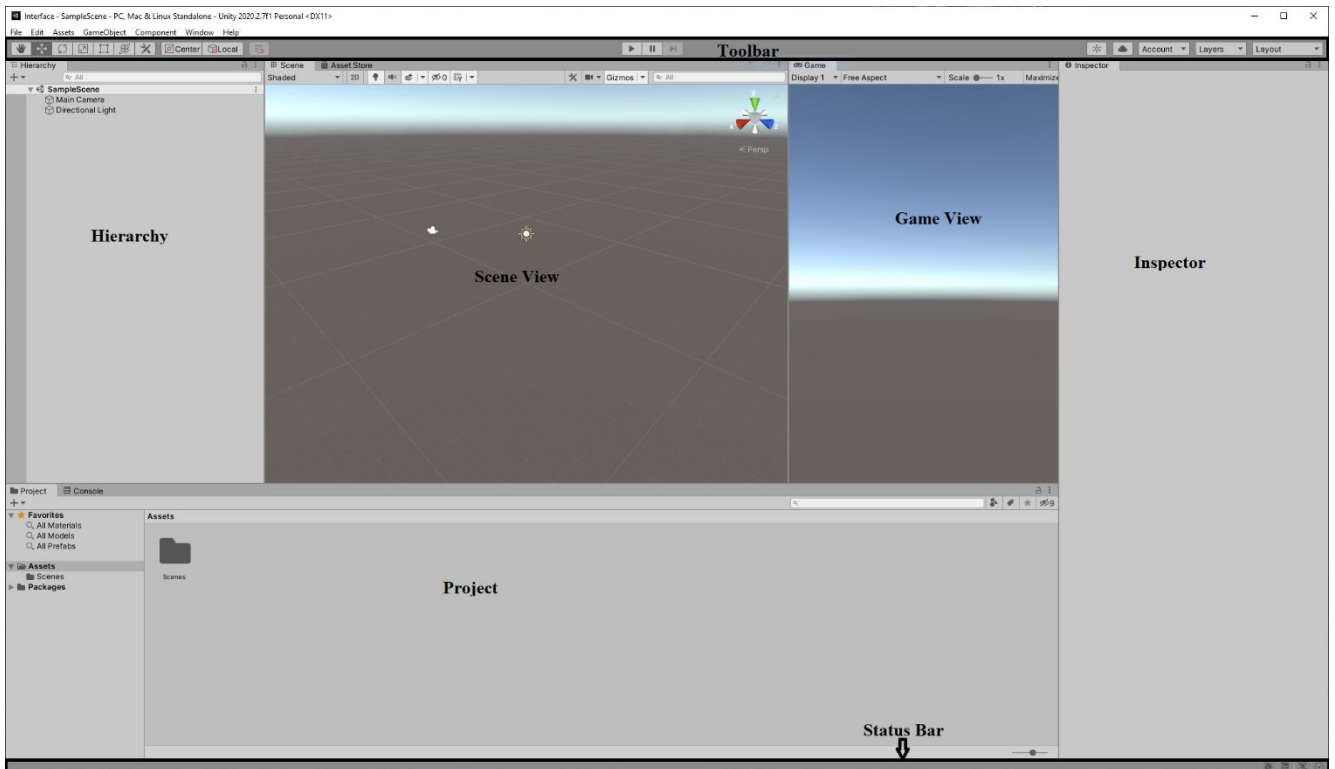 Interface - SampleScene - PC, Mac & Linux Standalone - Unity 2020.2.7f1 Personal <DX11>
File Edit Assets GameObject Component Window Help
Center Local Toolbar Account Layers Layout
Hierarchy Scene Asset Store Game Inspector
All Shaded 2D 0 Gizmos All Display 1 Free Aspect Scale 1x Maximize
SampleScene
Main Camera
Directional Light
Persp
Game View
Hierarchy
Inspector
Scene View
Project Console
9
Favorites
Assets
All Materials
All Models
All Prefabs
Assets
Scenes
Scenes
Packages
Project
Status Bar